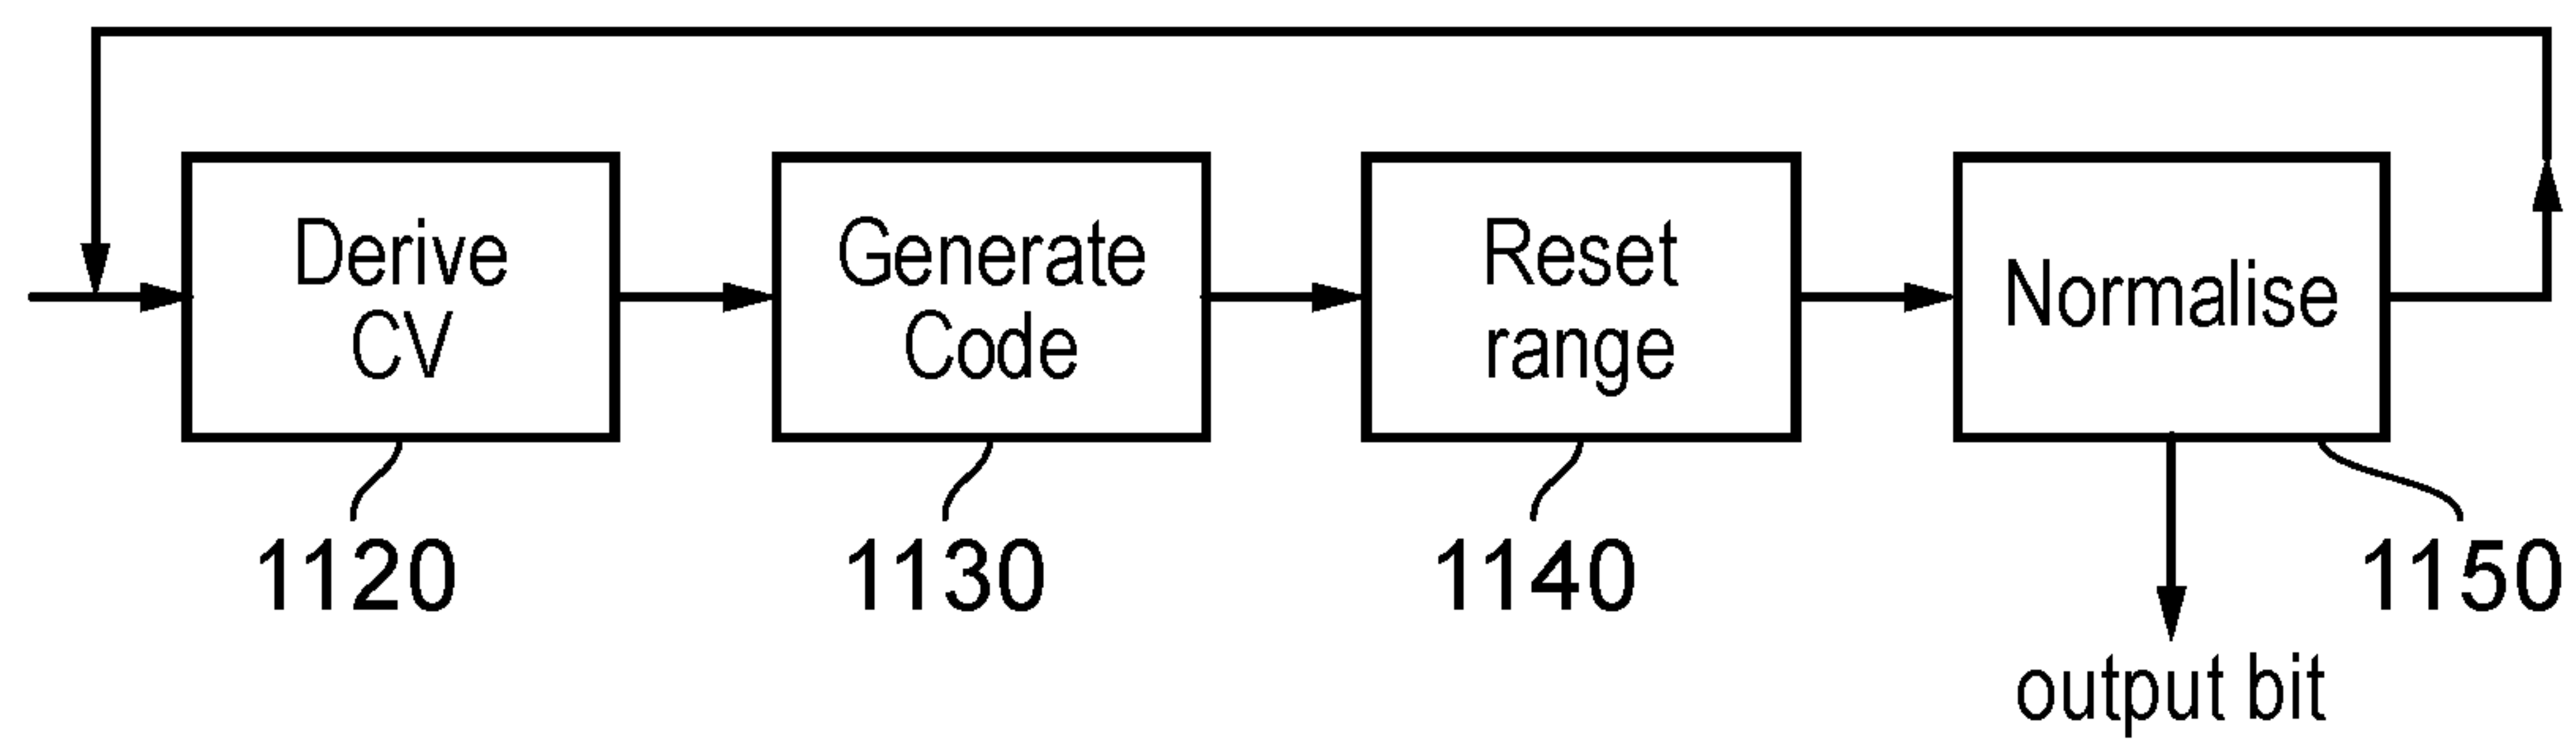 Derive
CV
Generate
Code
Reset
range
Normalise
1120
1130
1140
1150
output bit